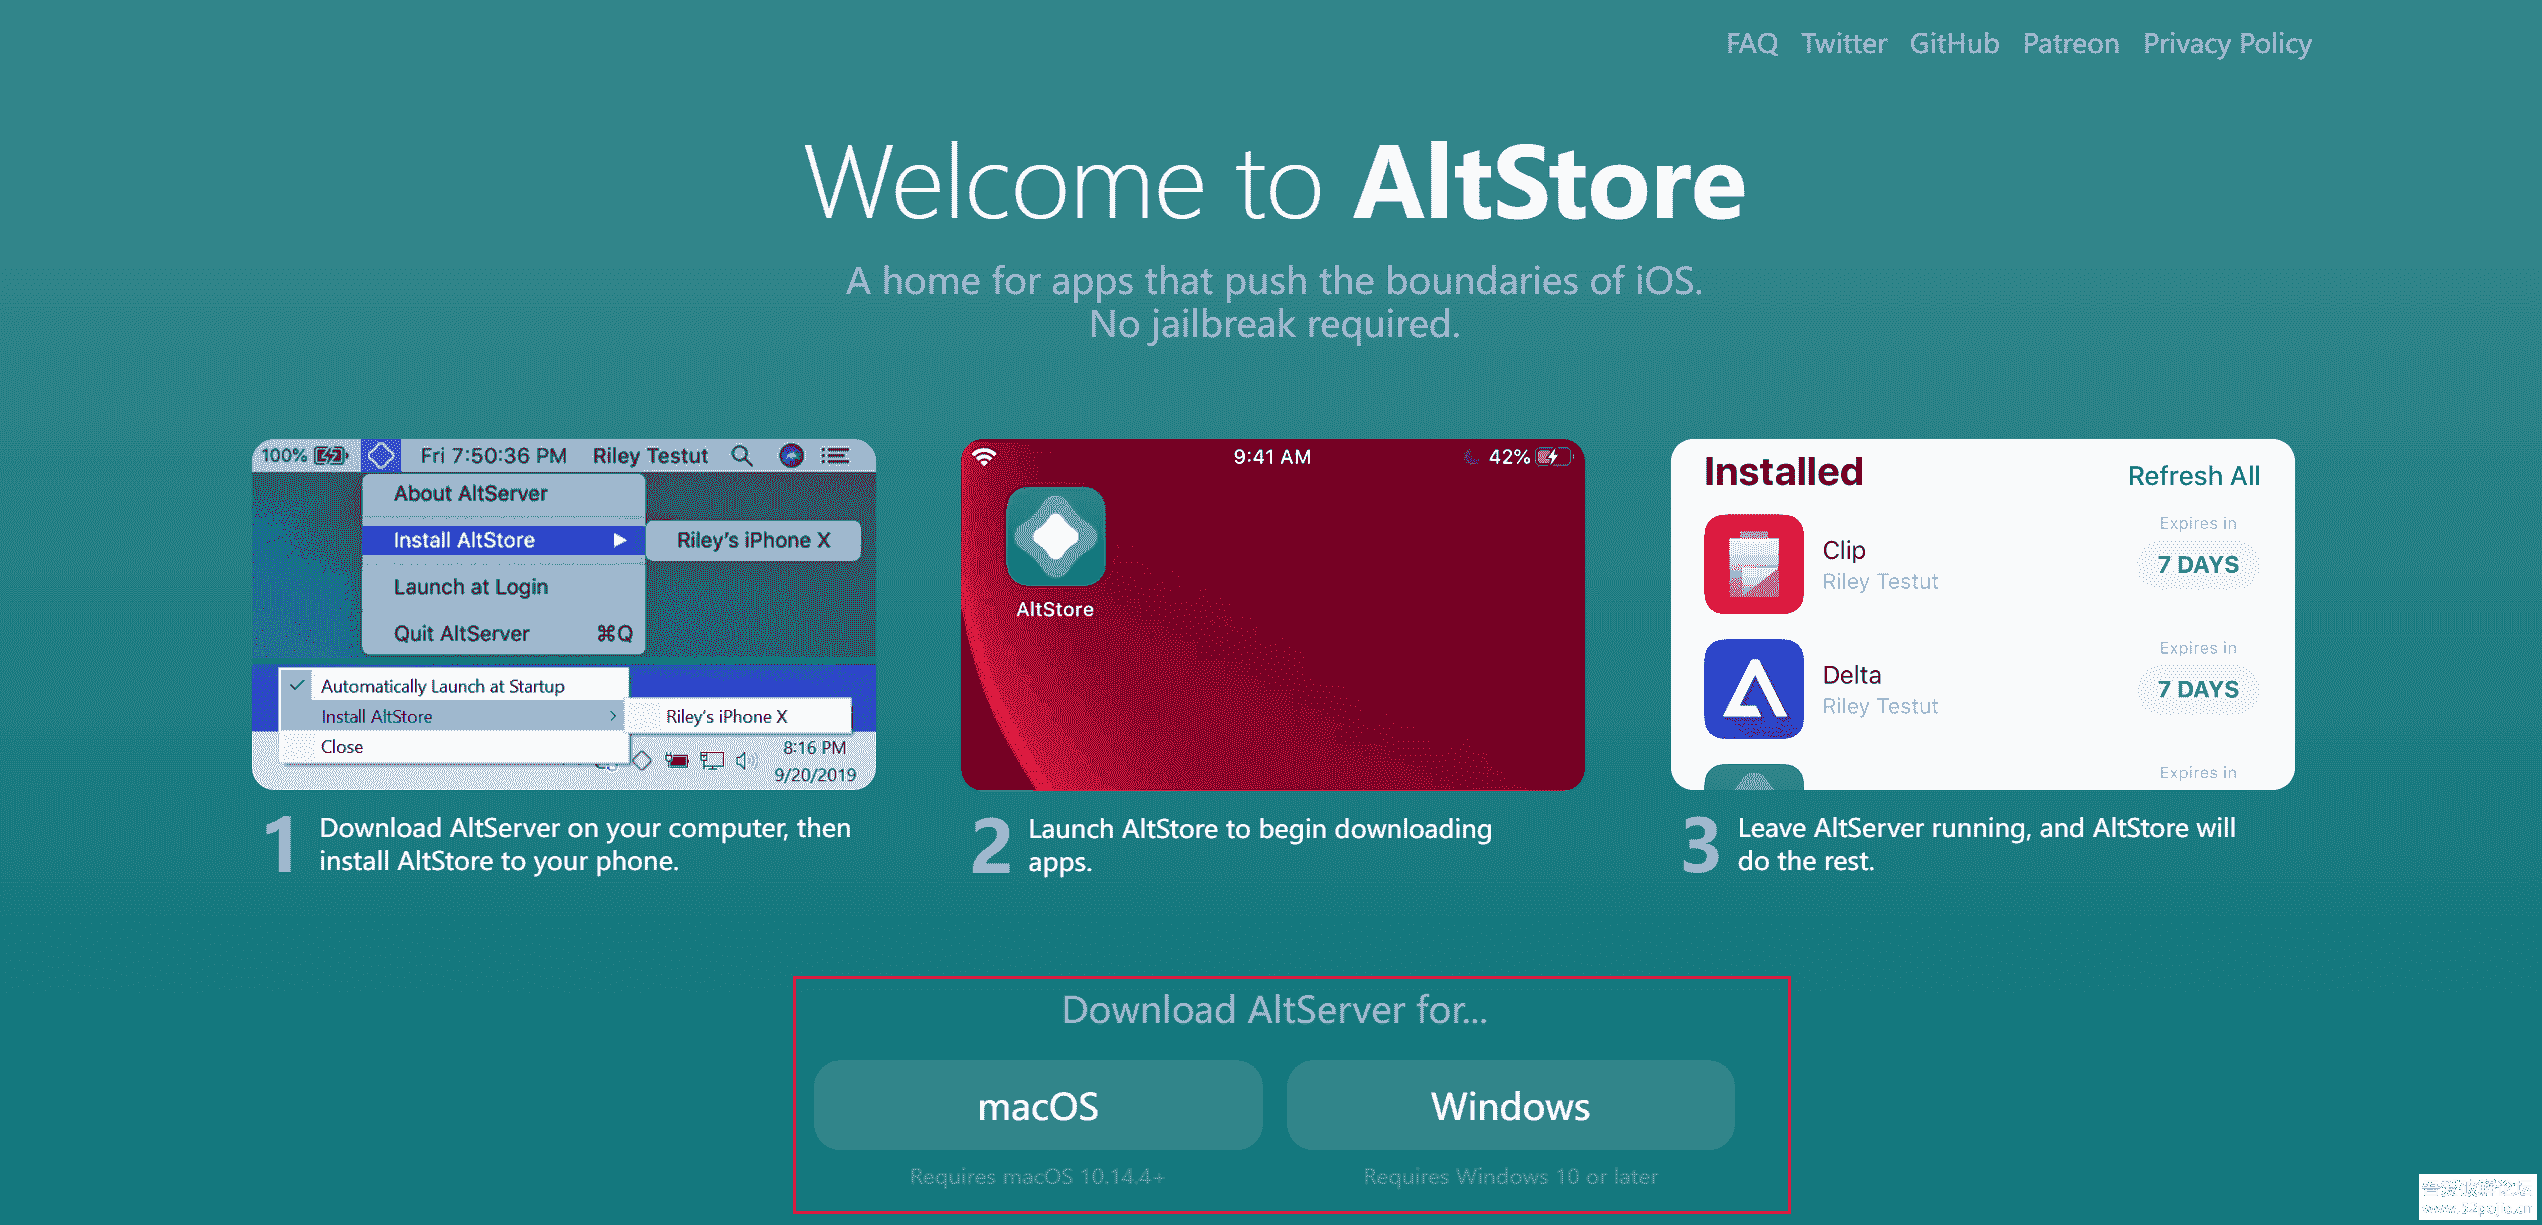 FAQ Twitter GitHub Patreon Privacy Policy
Welcome to AltStore
A home for apps that push the boundaries of iOS.
No jailbreak required.
100% Fri 7:50:36 PM Riley Testut
About AltServer
Install AltStore Riley's iPhone X
Launch at Login
Quit AltServer ⌘Q
Automatically Launch at Startup
Install AltStore Riley's iPhone X
Close
8:16 PM
9/20/2019
1 Download AltServer on your computer, then
install AltStore to your phone.
9:41 AM 42%
AltStore
2 Launch AltStore to begin downloading
apps.
Installed Refresh All
Expires in
Clip
Riley Testut
7 DAYS
Expires in
Delta
Riley Testut
7 DAYS
Expires in
3 Leave AltServer running, and AltStore will
do the rest.
Download AltServer for...
macOS Windows
Requires macOS 10.14.4+ Requires Windows 10 or later